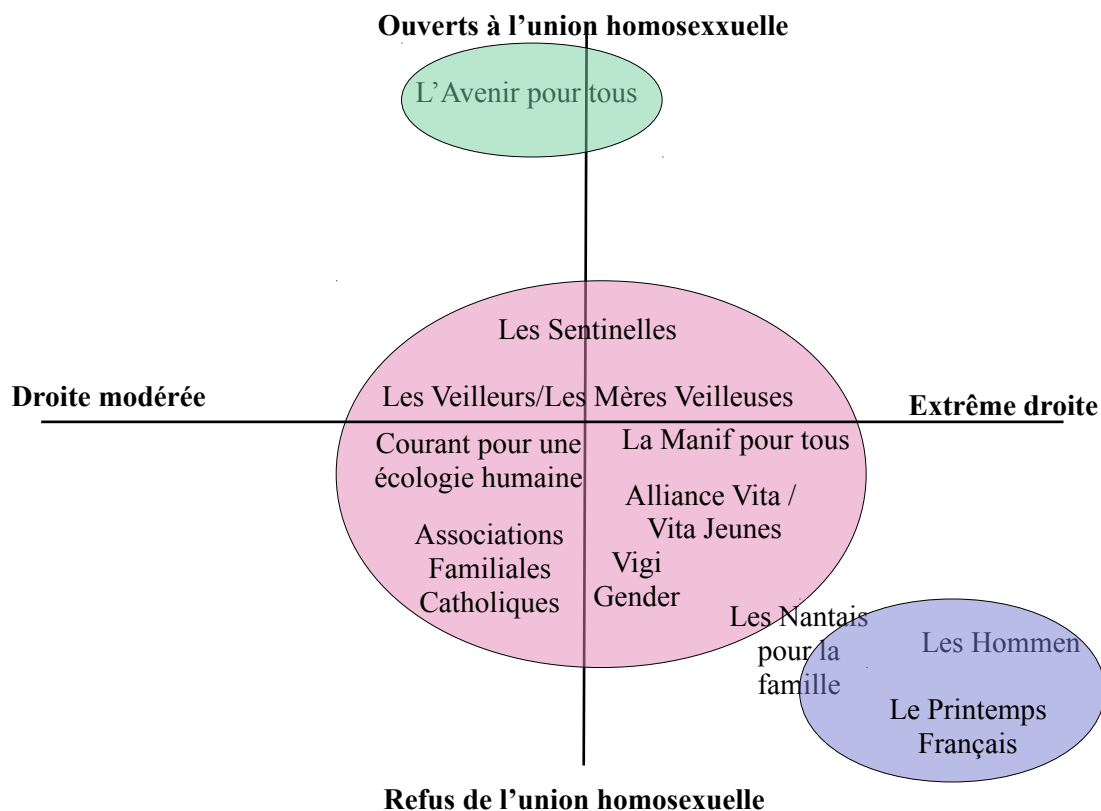 Ouverts à l’union homosexxuelle
L’Avenir pour tous
Les Sentinelles
Droite modérée
Les Veilleurs/Les Mères Veilleuses
Extrême droite
Courant pour une
écologie humaine
La Manif pour tous
Alliance Vita /
Vita Jeunes
Associations
Familiales
Catholiques
Vigi
Gender
Les Nantais
pour la
famille
Les Hommen
Le Printemps
Français
Refus de l’union homosexuelle